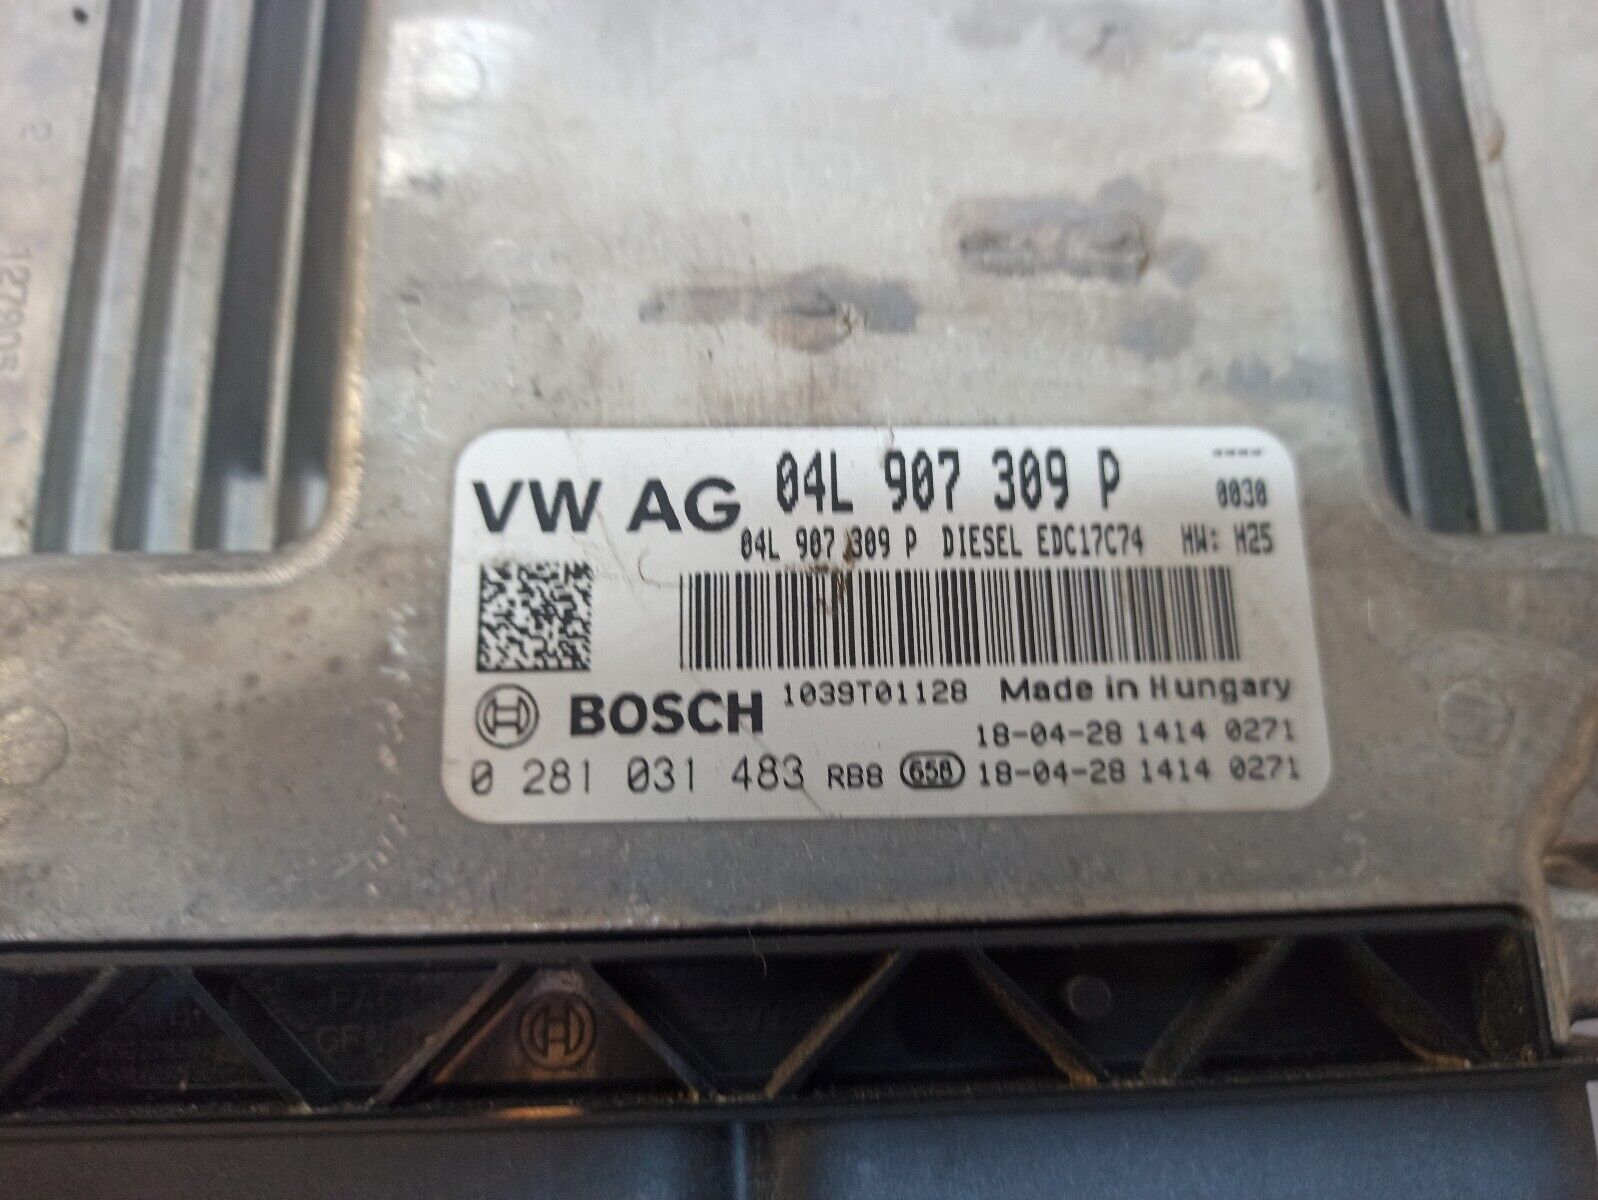 VW AG 04L 907 309 P ----
0030
04L 907 309 P DIESEL EDC17C74 HW: H25
BOSCH 1039T01128 Made in Hungary
18-04-28 1414 0271
0 281 031 483 RB8 658 18-04-28 1414 0271